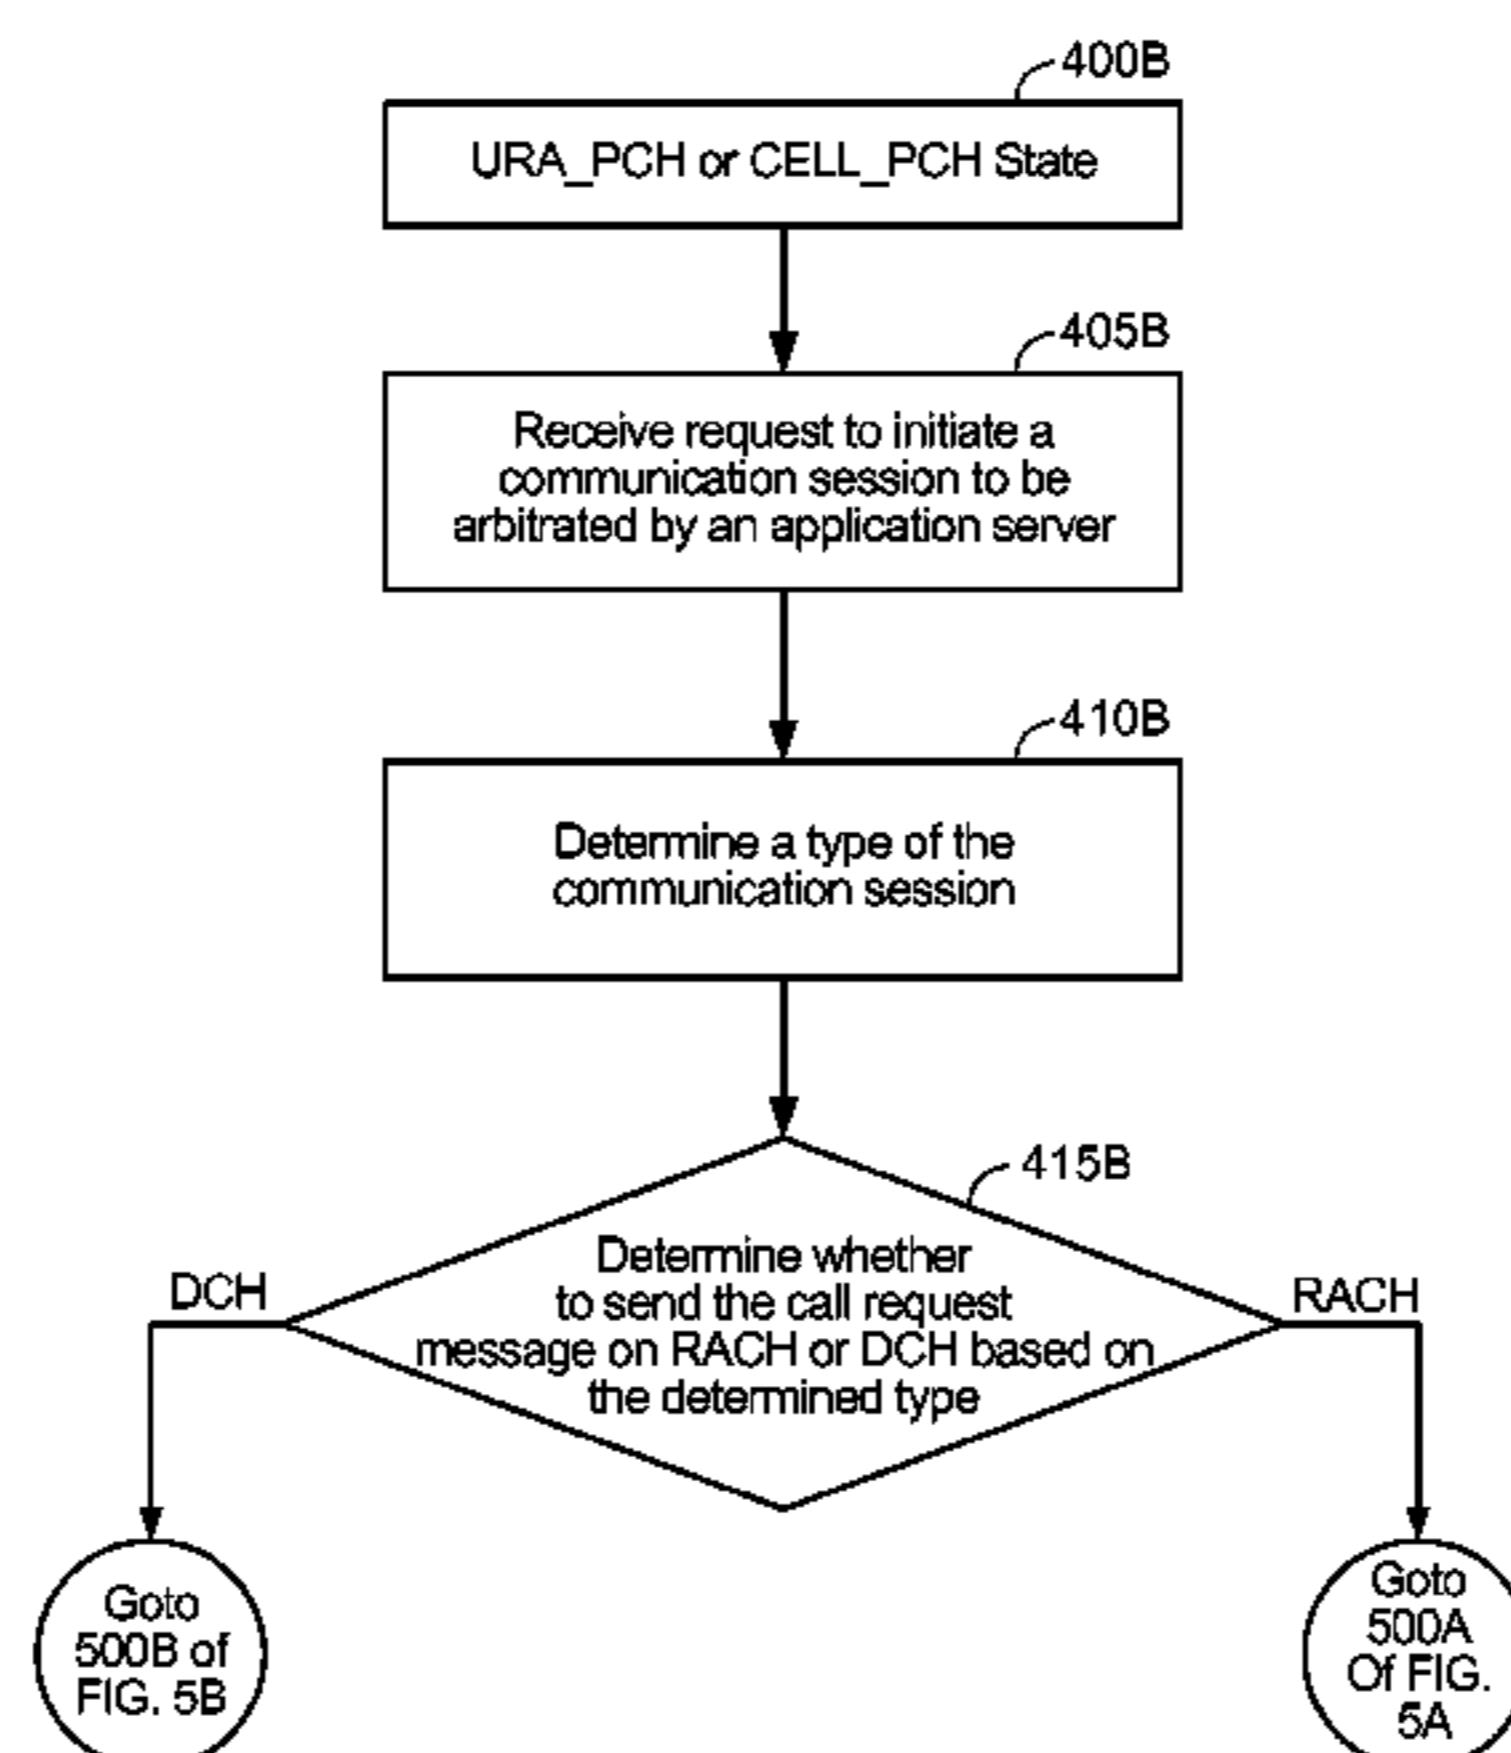 400B
URA_PCH or CELL_PCH State
405B
Receive request to initiate a
communication session to be
arbitrated by an application server
410B
Determine a type of the
communication session
415B
Determine whether
to send the call request
message on RACH or DCH based on
the determined type
DCH
RACH
Goto
500B of
FIG. 5B
Goto
500A
Of FIG.
5A